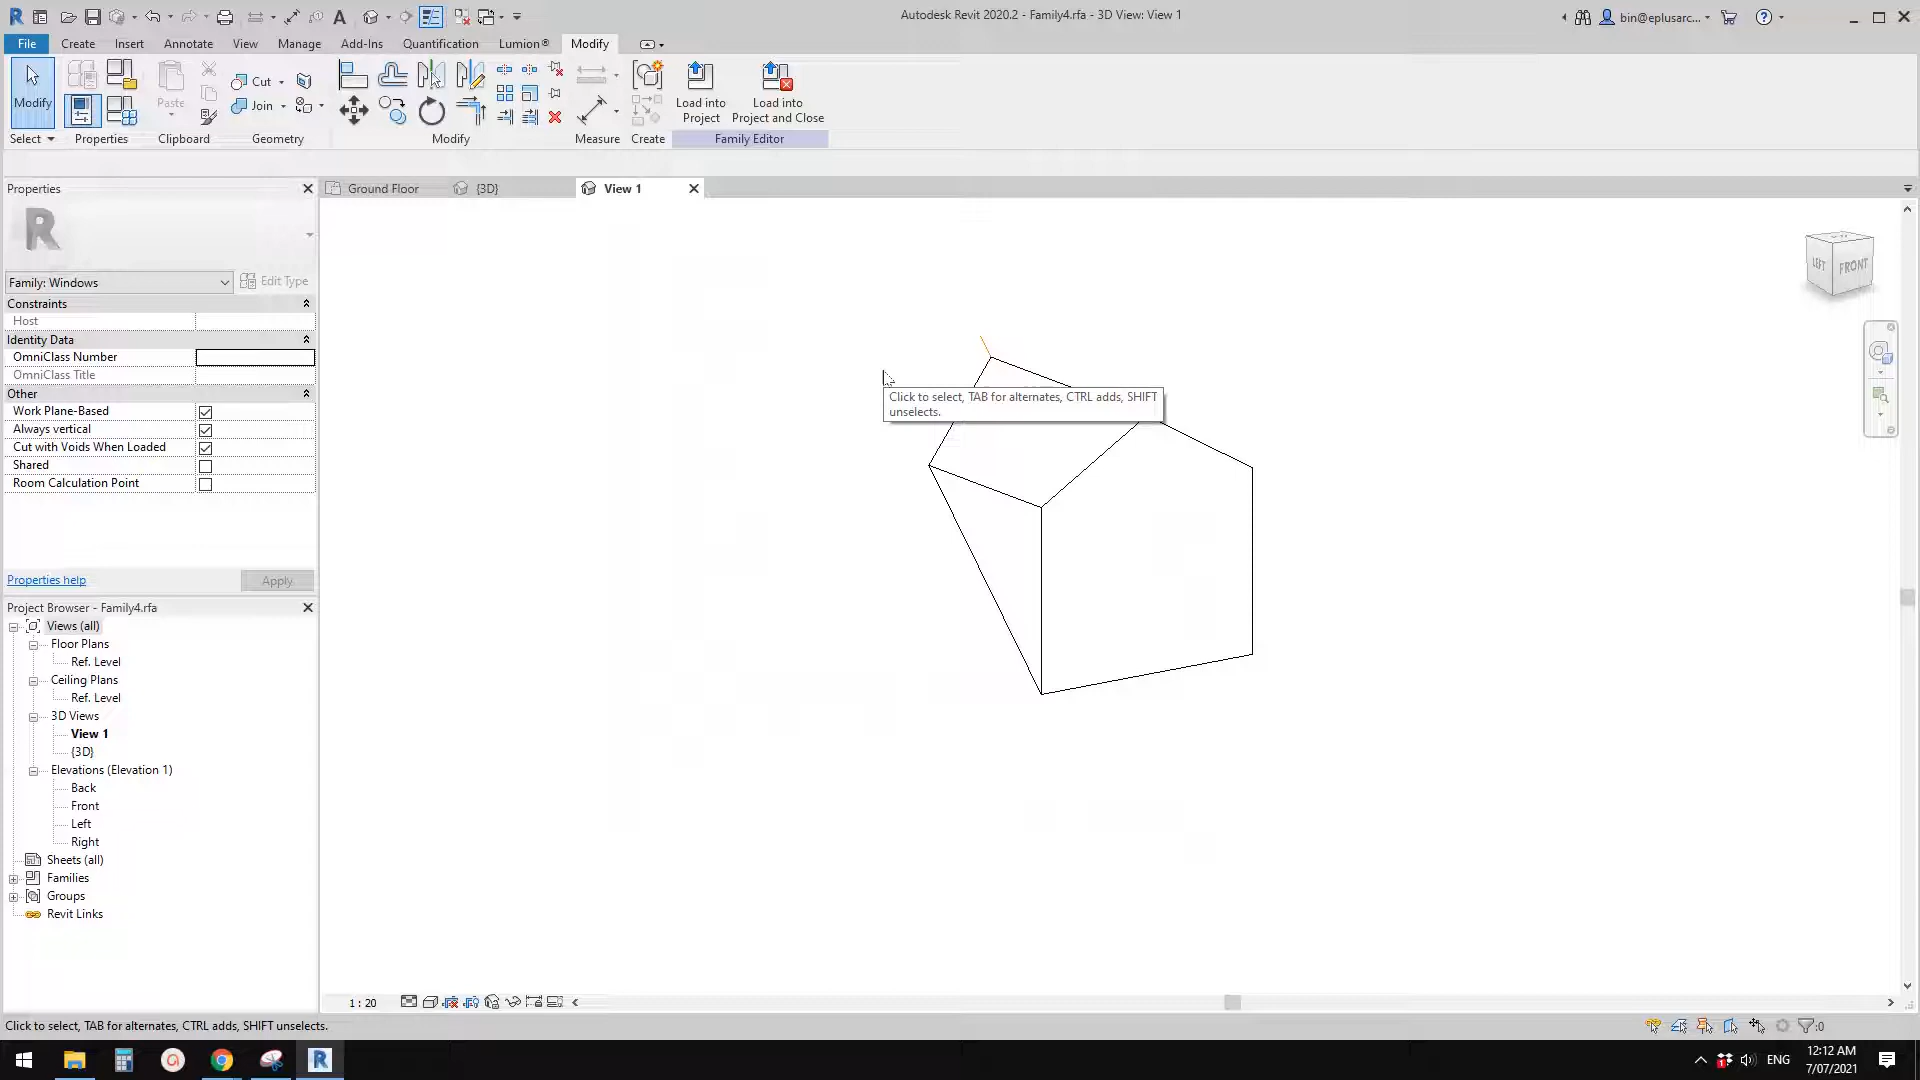 Autodesk Revit 2020.2 - Family4.rfa - 3D View: View 1
bin@eplusarc...
File Create Insert Annotate View Manage Add-Ins Quantification Lumion® Modify
Modify
Paste
Cut
Join
Load into
Project
Load into
Project and Close
Select Properties Clipboard Geometry Modify Measure Create Family Editor
Properties
Ground Floor
{3D}
View 1
R
Family: Windows
Edit Type
Constraints
Host
Identity Data
OmniClass Number
OmniClass Title
Other
Work Plane-Based
Always vertical
Cut with Voids When Loaded
Shared
Room Calculation Point
Properties help
Apply
LEFT
FRONT
Click to select, TAB for alternates, CTRL adds, SHIFT
unselects.
Project Browser - Family4.rfa
Views (all)
Floor Plans
Ref. Level
Ceiling Plans
Ref. Level
3D Views
View 1
{3D}
Elevations (Elevation 1)
Back
Front
Left
Right
Sheets (all)
Families
Groups
Revit Links
1 : 20
Click to select, TAB for alternates, CTRL adds, SHIFT unselects.
:0
ENG
12:12 AM
7/07/2021